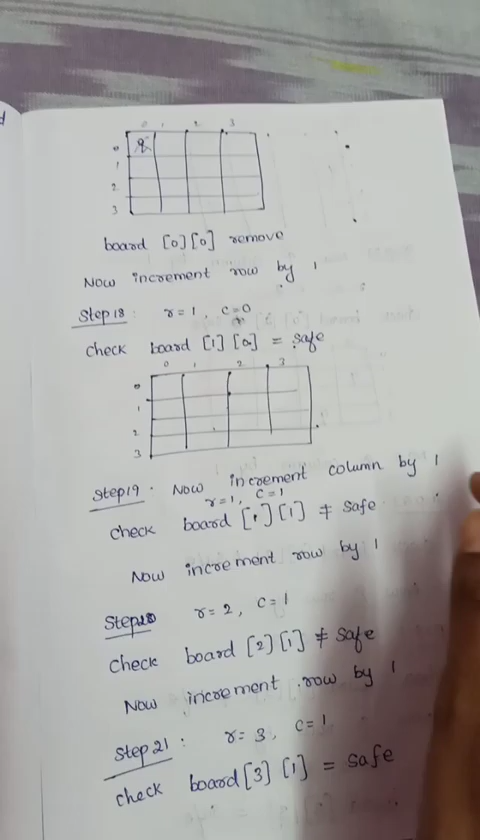 d
0 1 2 3
0 q
1
2
3
board [0][0] remove
Now increment row by 1
Step 18: r=1, c=0
check board [1][0] = safe
0 1 2 3
0
1
2
3
Step 19. Now increment column by 1
r=1, c=1
check board [1][1] ≠ safe
Now increment row by 1
Step 20 r=2, c=1
check board [2][1] ≠ safe
Now increment row by 1
Step 21: r=3, c=1
check board[3][1] = safe